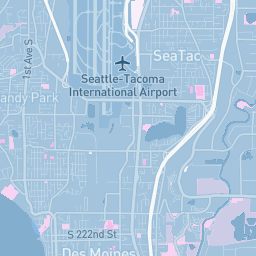 1st Ave S
SeaTac
Seattle-Tacoma
International Airport
andy Park
S 222nd St
Des Moines